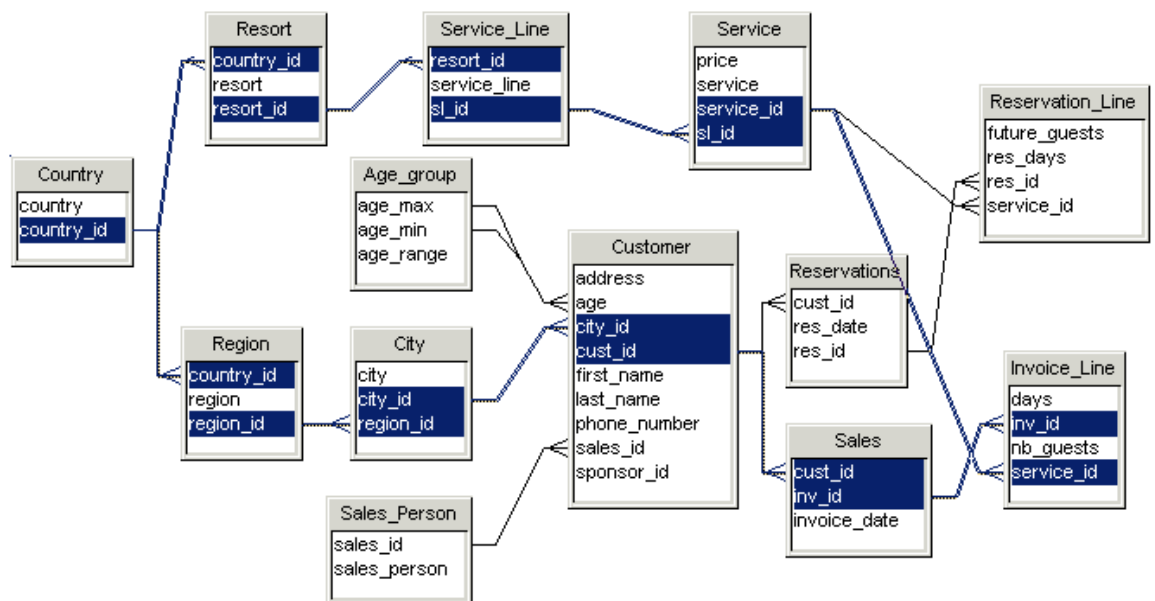 Resort
country_id
resort
resort_id
Service_Line
resort_id
service_line
sl_id
Service
price
service
service_id
sl_id
Reservation_Line
future_guests
res_days
res_id
service_id
Country
country
country_id
Age_group
age_max
age_min
age_range
Customer
address
age
city_id
cust_id
first_name
last_name
phone_number
sales_id
sponsor_id
Reservations
cust_id
res_date
res_id
Region
country_id
region
region_id
City
city
city_id
region_id
Invoice_Line
days
inv_id
nb_guests
service_id
Sales
cust_id
inv_id
invoice_date
Sales_Person
sales_id
sales_person